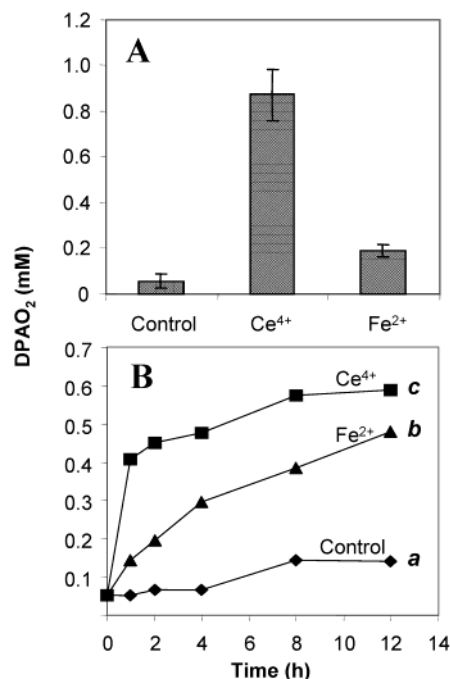 DPAO₂ (mM)
A
1.2
1.0
0.8
0.6
0.4
0.2
0
Control Ce⁴⁺ Fe²⁺
B
0.7
0.6
0.5
0.4
0.3
0.2
0.1
Ce⁴⁺ c
Fe²⁺ b
Control a
0 2 4 6 8 10 12 14
Time (h)